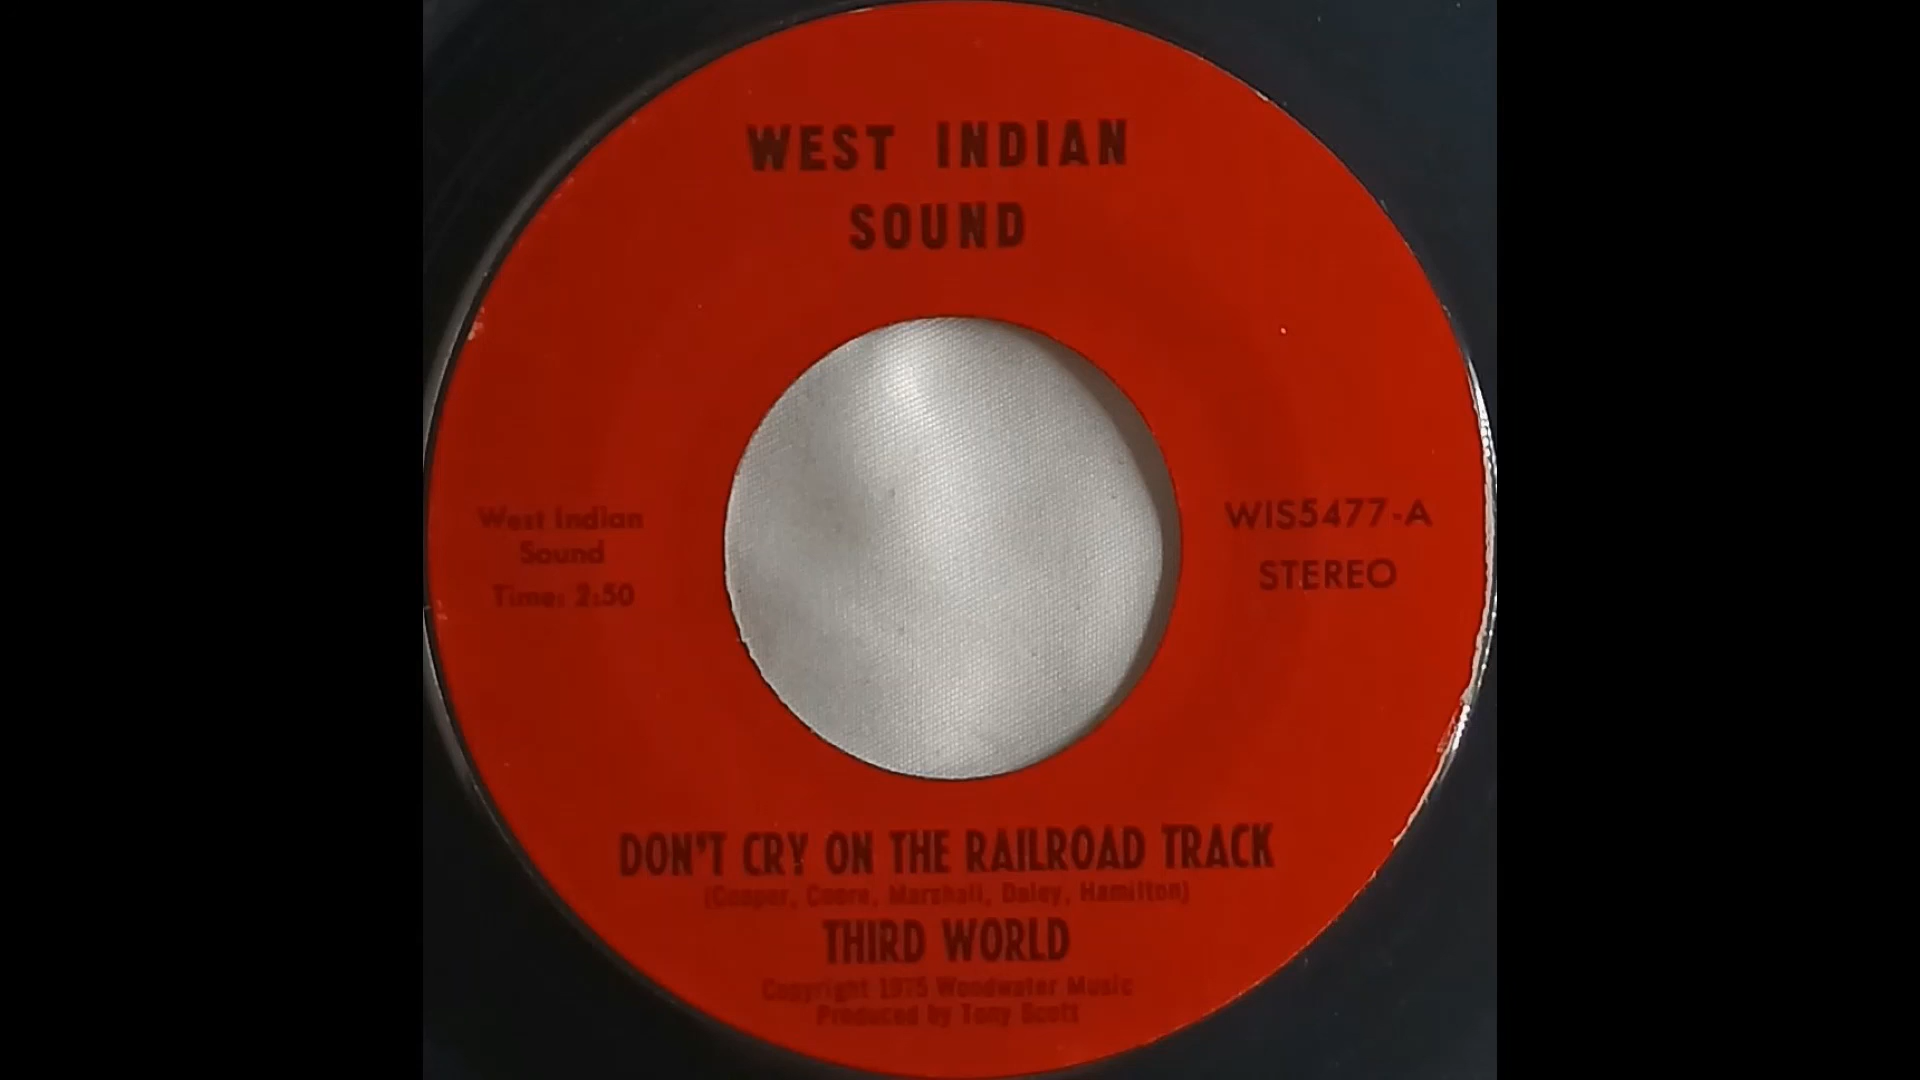 WEST INDIAN
SOUND
West Indian
Sound
Time: 2:50
WIS5477-A
STEREO
DON'T CRY ON THE RAILROAD TRACK
(Cooper, Coore, Marshall, Daley, Hamilton)
THIRD WORLD
Copyright 1975 Woodwater Music
Produced by Tony Scott